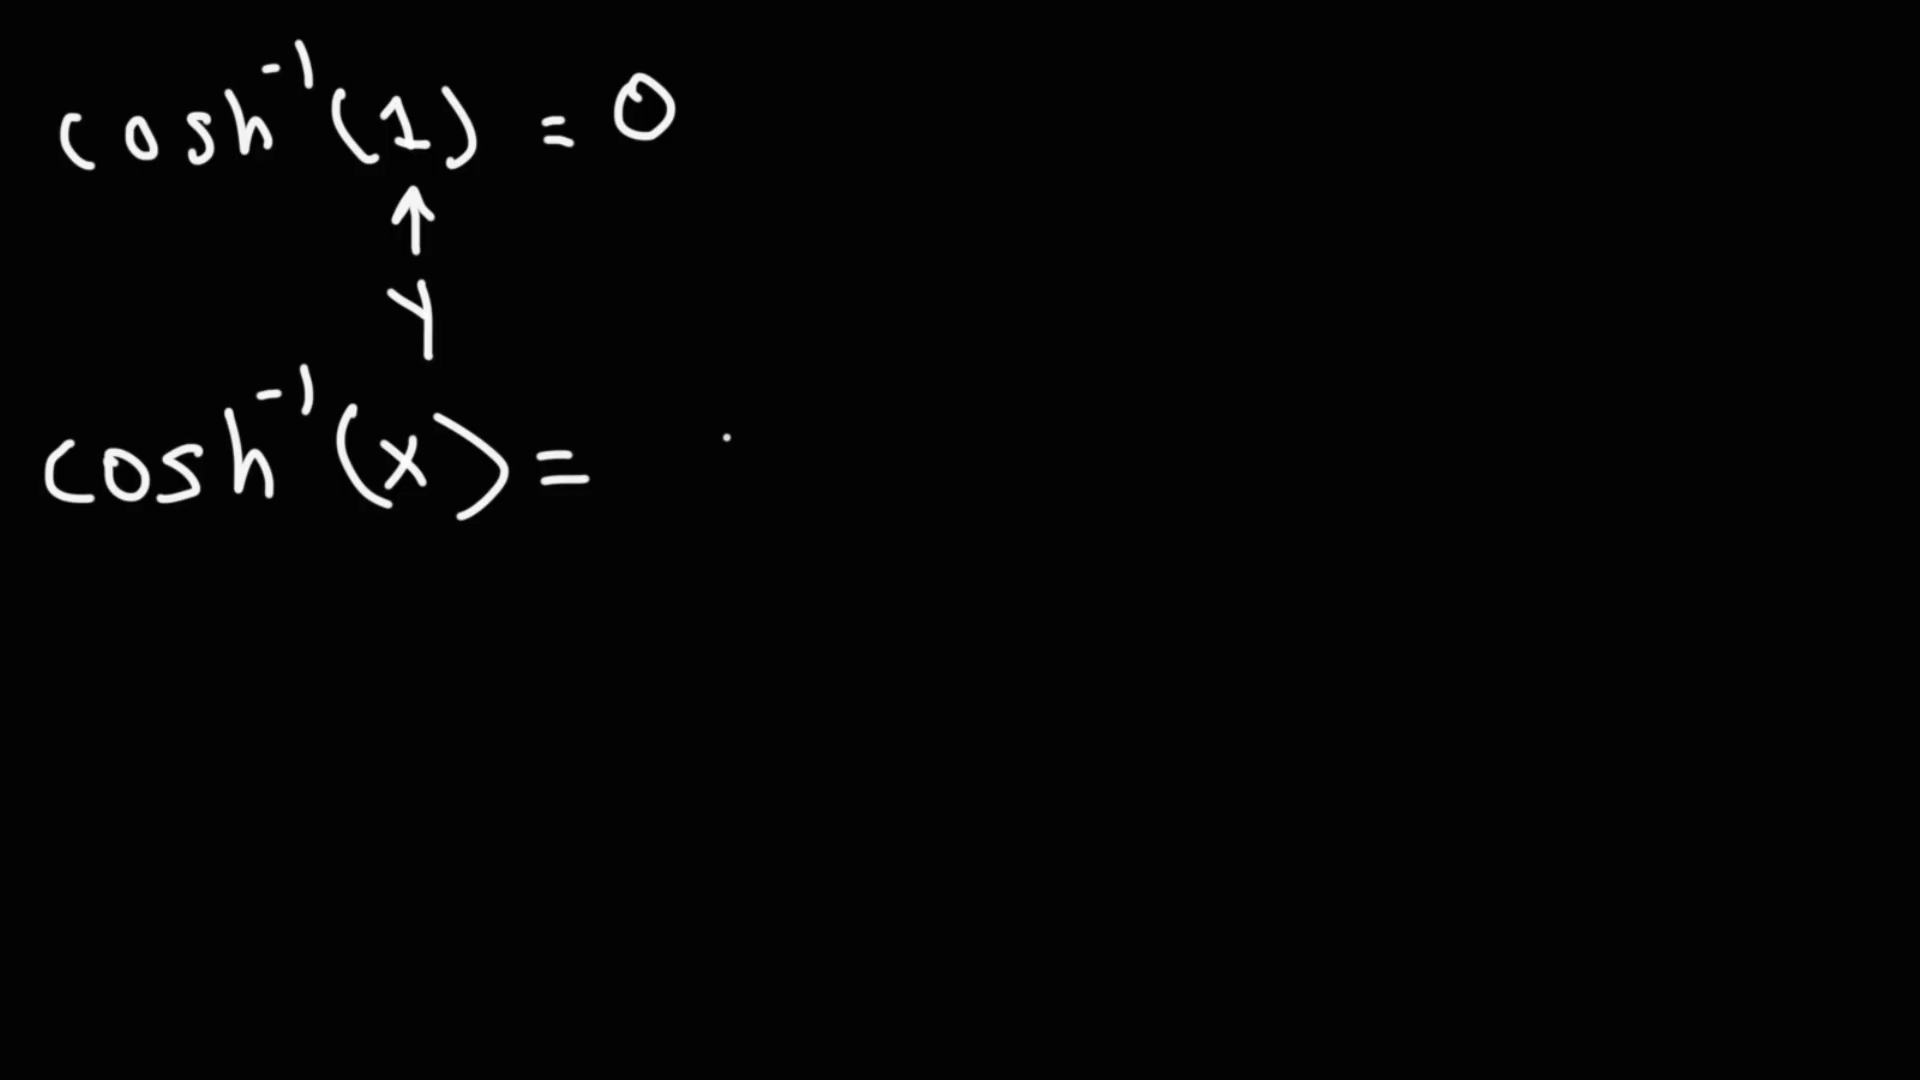 cosh⁻¹(1) = 0
↑
y
cosh⁻¹(x) =